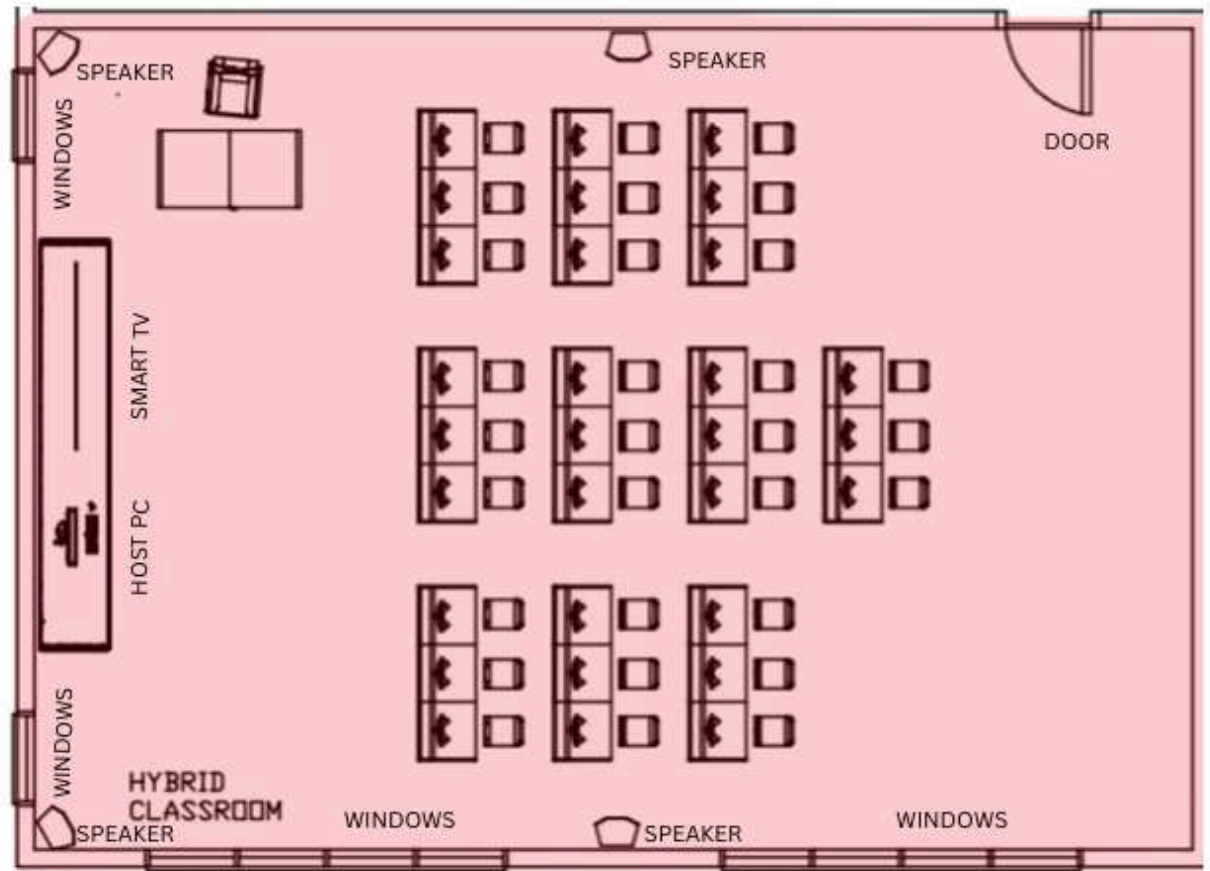 SPEAKER
SPEAKER
WINDOWS
DOOR
SMART TV
HOST PC
WINDOWS
HYBRID
CLASSROOM
WINDOWS
WINDOWS
SPEAKER
SPEAKER